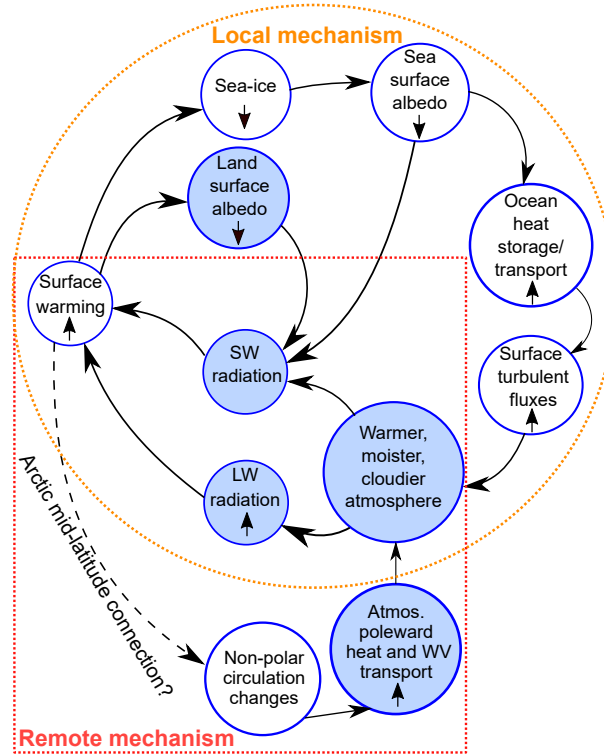 Local mechanism
Sea-ice
Sea
surface
albedo
Land
surface
albedo
Ocean
heat
storage/
transport
Surface
warming
SW
radiation
Surface
turbulent
fluxes
Warmer,
moister,
cloudier
atmosphere
LW
radiation
Arctic mid-latitude connection?
Atmos.
poleward
heat and WV
transport
Non-polar
circulation
changes
Remote mechanism